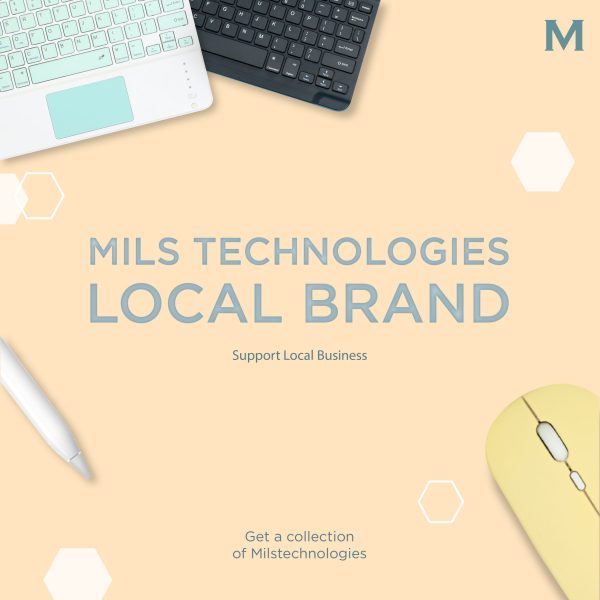 M
MILS TECHNOLOGIES
LOCAL BRAND
Support Local Business
Get a collection
of Milstechnologies